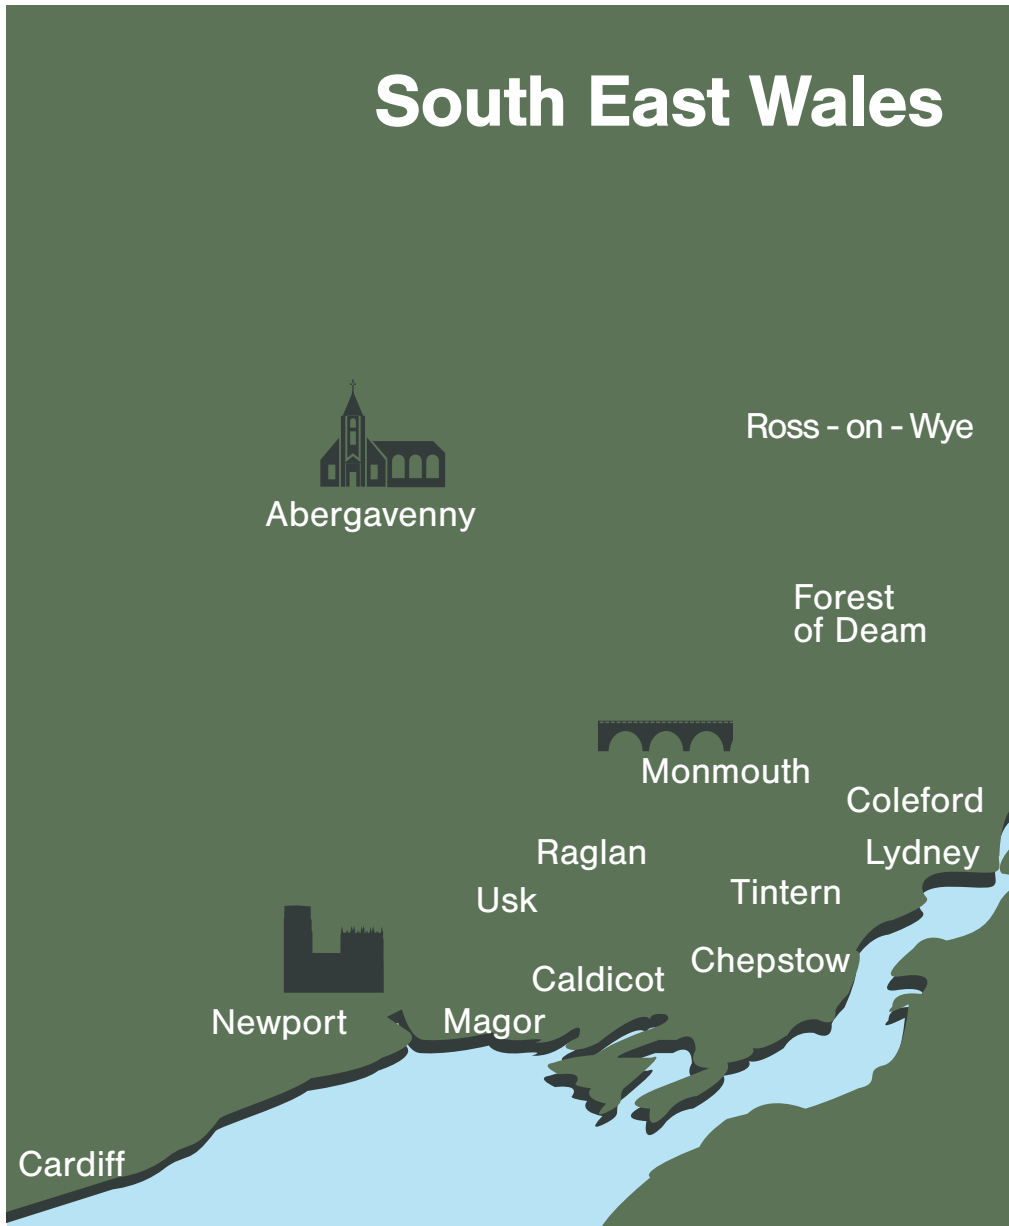 South East Wales
Ross - on - Wye
Abergavenny
Forest
of Deam
Monmouth
Coleford
Raglan
Lydney
Tintern
Usk
Chepstow
Caldicot
Newport
Magor
Cardiff